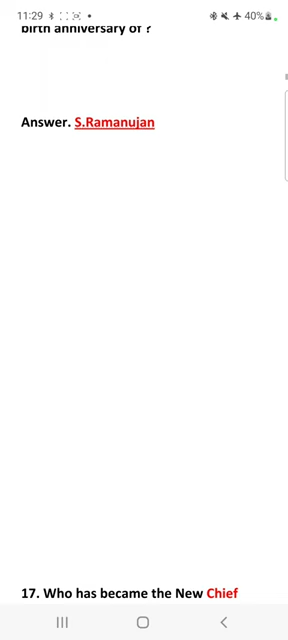 11:29
40%
birth anniversary of ?
Answer. S.Ramanujan
17. Who has became the New Chief